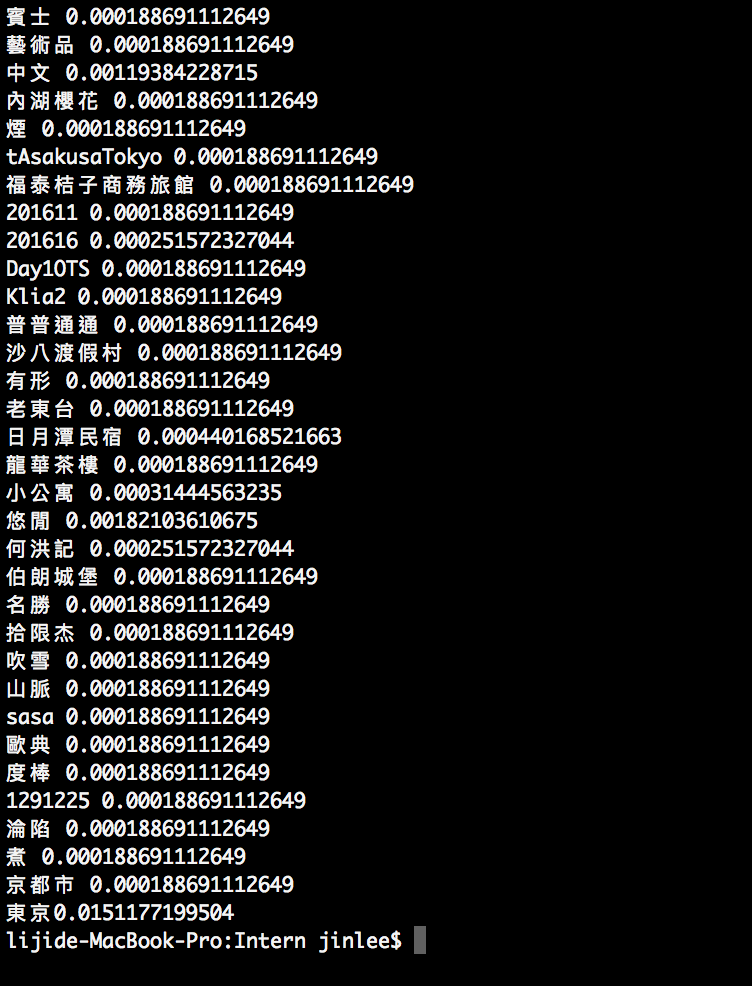 賓士 0.000188691112649
藝術品 0.000188691112649
中文 0.00119384228715
內湖櫻花 0.000188691112649
煙 0.000188691112649
tAsakusaTokyo 0.000188691112649
福泰桔子商務旅館 0.000188691112649
201611 0.000188691112649
201616 0.000251572327044
Day1OTS 0.000188691112649
Klia2 0.000188691112649
普普通通 0.000188691112649
沙八渡假村 0.000188691112649
有形 0.000188691112649
老東台 0.000188691112649
日月潭民宿 0.000440168521663
龍華茶樓 0.000188691112649
小公寓 0.00031444563235
悠閒 0.00182103610675
何洪記 0.000251572327044
伯朗城堡 0.000188691112649
名勝 0.000188691112649
拾限杰 0.000188691112649
吹雪 0.000188691112649
山脈 0.000188691112649
sasa 0.000188691112649
歐典 0.000188691112649
度棒 0.000188691112649
1291225 0.000188691112649
淪陷 0.000188691112649
煮 0.000188691112649
京都市 0.000188691112649
東京0.0151177199504
lijide-MacBook-Pro:Intern jinlee$